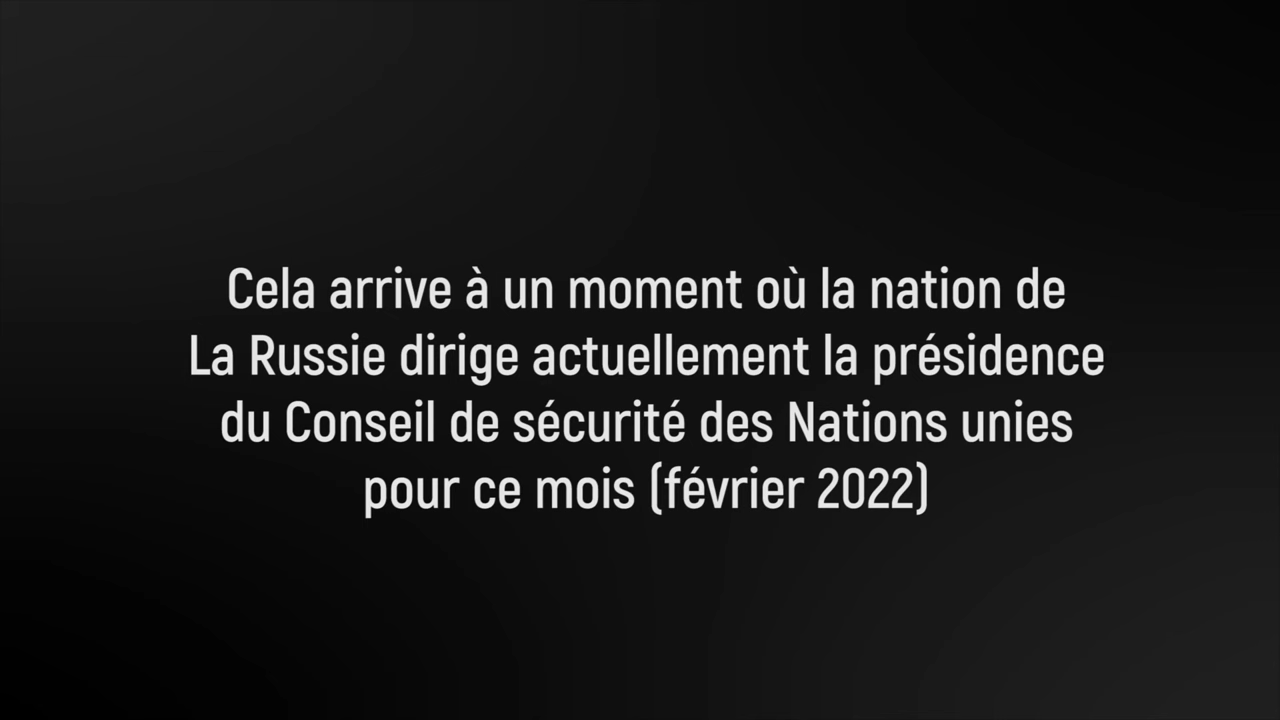 Cela arrive à un moment où la nation de
La Russie dirige actuellement la présidence
du Conseil de sécurité des Nations unies
pour ce mois (février 2022)